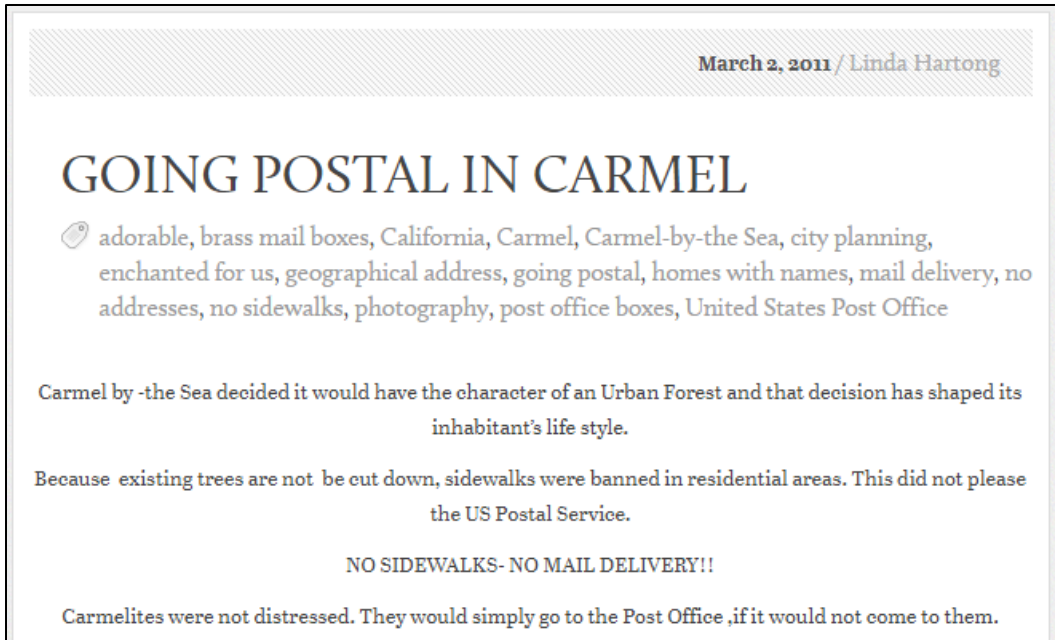 March 2, 2011 / Linda Hartong
GOING POSTAL IN CARMEL
adorable, brass mail boxes, California, Carmel, Carmel-by-the Sea, city planning,
enchanted for us, geographical address, going postal, homes with names, mail delivery, no
addresses, no sidewalks, photography, post office boxes, United States Post Office
Carmel by -the Sea decided it would have the character of an Urban Forest and that decision has shaped its
inhabitant's life style.
Because  existing trees are not  be cut down, sidewalks were banned in residential areas. This did not please
the US Postal Service.
NO SIDEWALKS- NO MAIL DELIVERY!!
Carmelites were not distressed. They would simply go to the Post Office ,if it would not come to them.